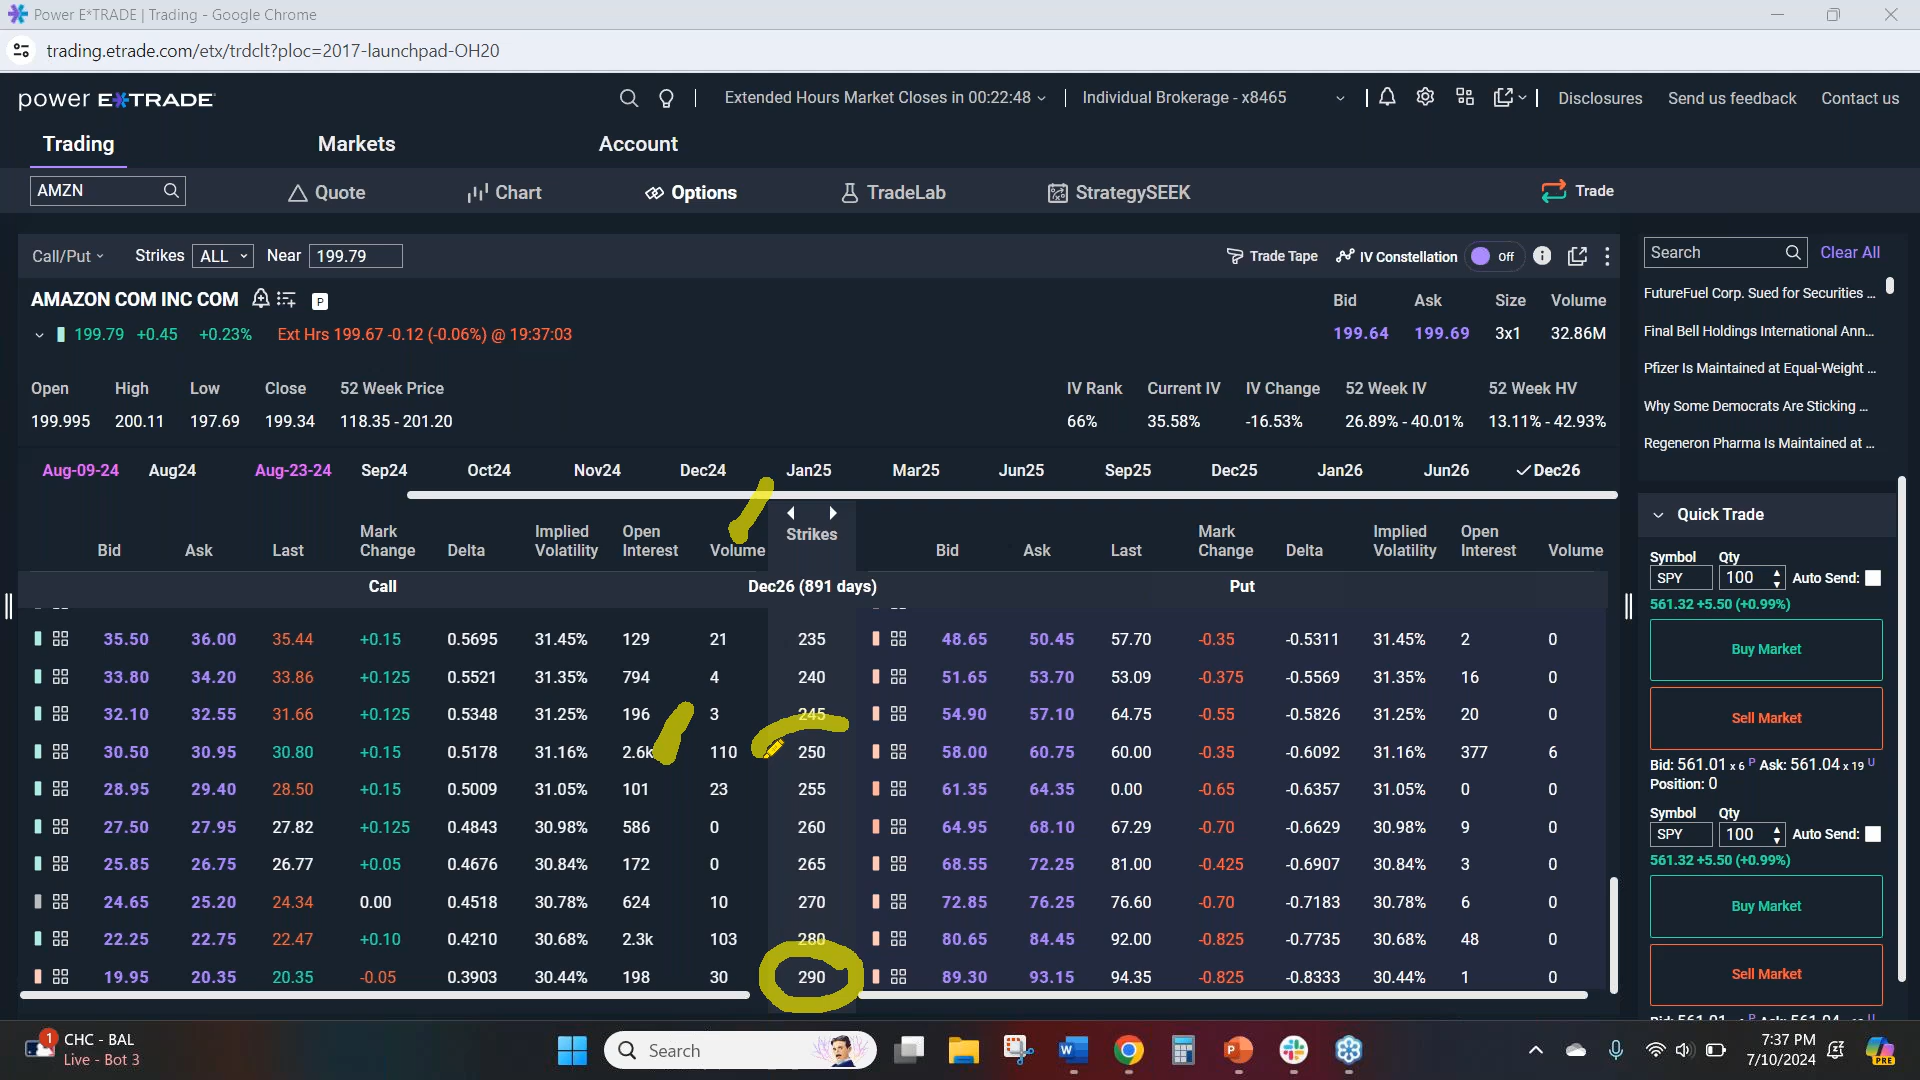 Power E*TRADE | Trading - Google Chrome
trading.etrade.com/etx/trdclt?ploc=2017-launchpad-OH20
power E*TRADE
Extended Hours Market Closes in 00:22:48
Individual Brokerage - x8465
Disclosures
Send us feedback
Contact us
Trading Markets Account
AMZN Quote Chart Options TradeLab StrategySEEK Trade
Call/Put Strikes ALL Near 199.79 Trade Tape IV Constellation Off
AMAZON COM INC COM P
Bid Ask Size Volume
199.79 +0.45 +0.23% Ext Hrs 199.67 -0.12 (-0.06%) @ 19:37:03
199.64 199.69 3x1 32.86M
Open High Low Close 52 Week Price IV Rank Current IV IV Change 52 Week IV 52 Week HV
199.995 200.11 197.69 199.34 118.35 - 201.20 66% 35.58% -16.53% 26.89% - 40.01% 13.11% - 42.93%
Aug-09-24 Aug24 Aug-23-24 Sep24 Oct24 Nov24 Dec24 Jan25 Mar25 Jun25 Sep25 Dec25 Jan26 Jun26 Dec26
Bid Ask Last Mark Change Delta Implied Volatility Open Interest Volume Strikes Bid Ask Last Mark Change Delta Implied Volatility Open Interest Volume
Call Dec26 (891 days) Put
35.50 36.00 35.44 +0.15 0.5695 31.45% 129 21 235 48.65 50.45 57.70 -0.35 -0.5311 31.45% 2 0
33.80 34.20 33.86 +0.125 0.5521 31.35% 794 4 240 51.65 53.70 53.09 -0.375 -0.5569 31.35% 16 0
32.10 32.55 31.66 +0.125 0.5348 31.25% 196 3 245 54.90 57.10 64.75 -0.55 -0.5826 31.25% 20 0
30.50 30.95 30.80 +0.15 0.5178 31.16% 2.6k 110 250 58.00 60.75 60.00 -0.35 -0.6092 31.16% 377 6
28.95 29.40 28.50 +0.15 0.5009 31.05% 101 23 255 61.35 64.35 0.00 -0.65 -0.6357 31.05% 0 0
27.50 27.95 27.82 +0.125 0.4843 30.98% 586 0 260 64.95 68.10 67.29 -0.70 -0.6629 30.98% 9 0
25.85 26.75 26.77 +0.05 0.4676 30.84% 172 0 265 68.55 72.25 81.00 -0.425 -0.6907 30.84% 3 0
24.65 25.20 24.34 0.00 0.4518 30.78% 624 10 270 72.85 76.25 76.60 -0.70 -0.7183 30.78% 6 0
22.25 22.75 22.47 +0.10 0.4210 30.68% 2.3k 103 280 80.65 84.45 92.00 -0.825 -0.7735 30.68% 48 0
19.95 20.35 20.35 -0.05 0.3903 30.44% 198 30 290 89.30 93.15 94.35 -0.825 -0.8333 30.44% 1 0
Search Clear All
FutureFuel Corp. Sued for Securities ...
Final Bell Holdings International Ann...
Pfizer Is Maintained at Equal-Weight ...
Why Some Democrats Are Sticking ...
Regeneron Pharma Is Maintained at ...
Quick Trade
Symbol Qty
SPY 100 Auto Send:
561.32 +5.50 (+0.99%)
Buy Market
Sell Market
Bid: 561.01 x 6 P Ask: 561.04 x 19 U
Position: 0
Symbol Qty
SPY 100 Auto Send:
561.32 +5.50 (+0.99%)
Buy Market
Sell Market
1
CHC - BAL
Live - Bot 3
Search
7:37 PM
7/10/2024
PRE